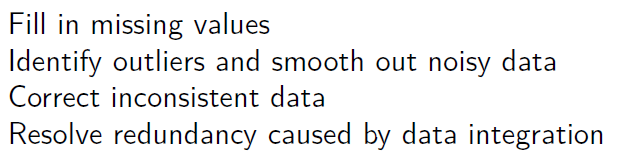 Fill in missing values
Identify outliers and smooth out noisy data
Correct inconsistent data
Resolve redundancy caused by data integration